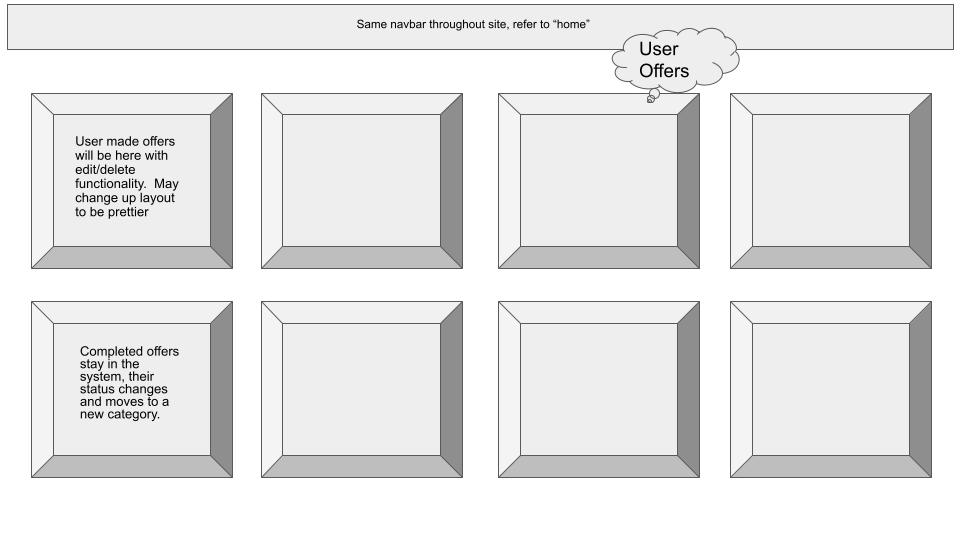 Same navbar throughout site, refer to “home”
User
Offers
User made offers
will be here with
edit/delete
functionality.  May
change up layout
to be prettier
Completed offers
stay in the
system, their
status changes
and moves to a
new category.